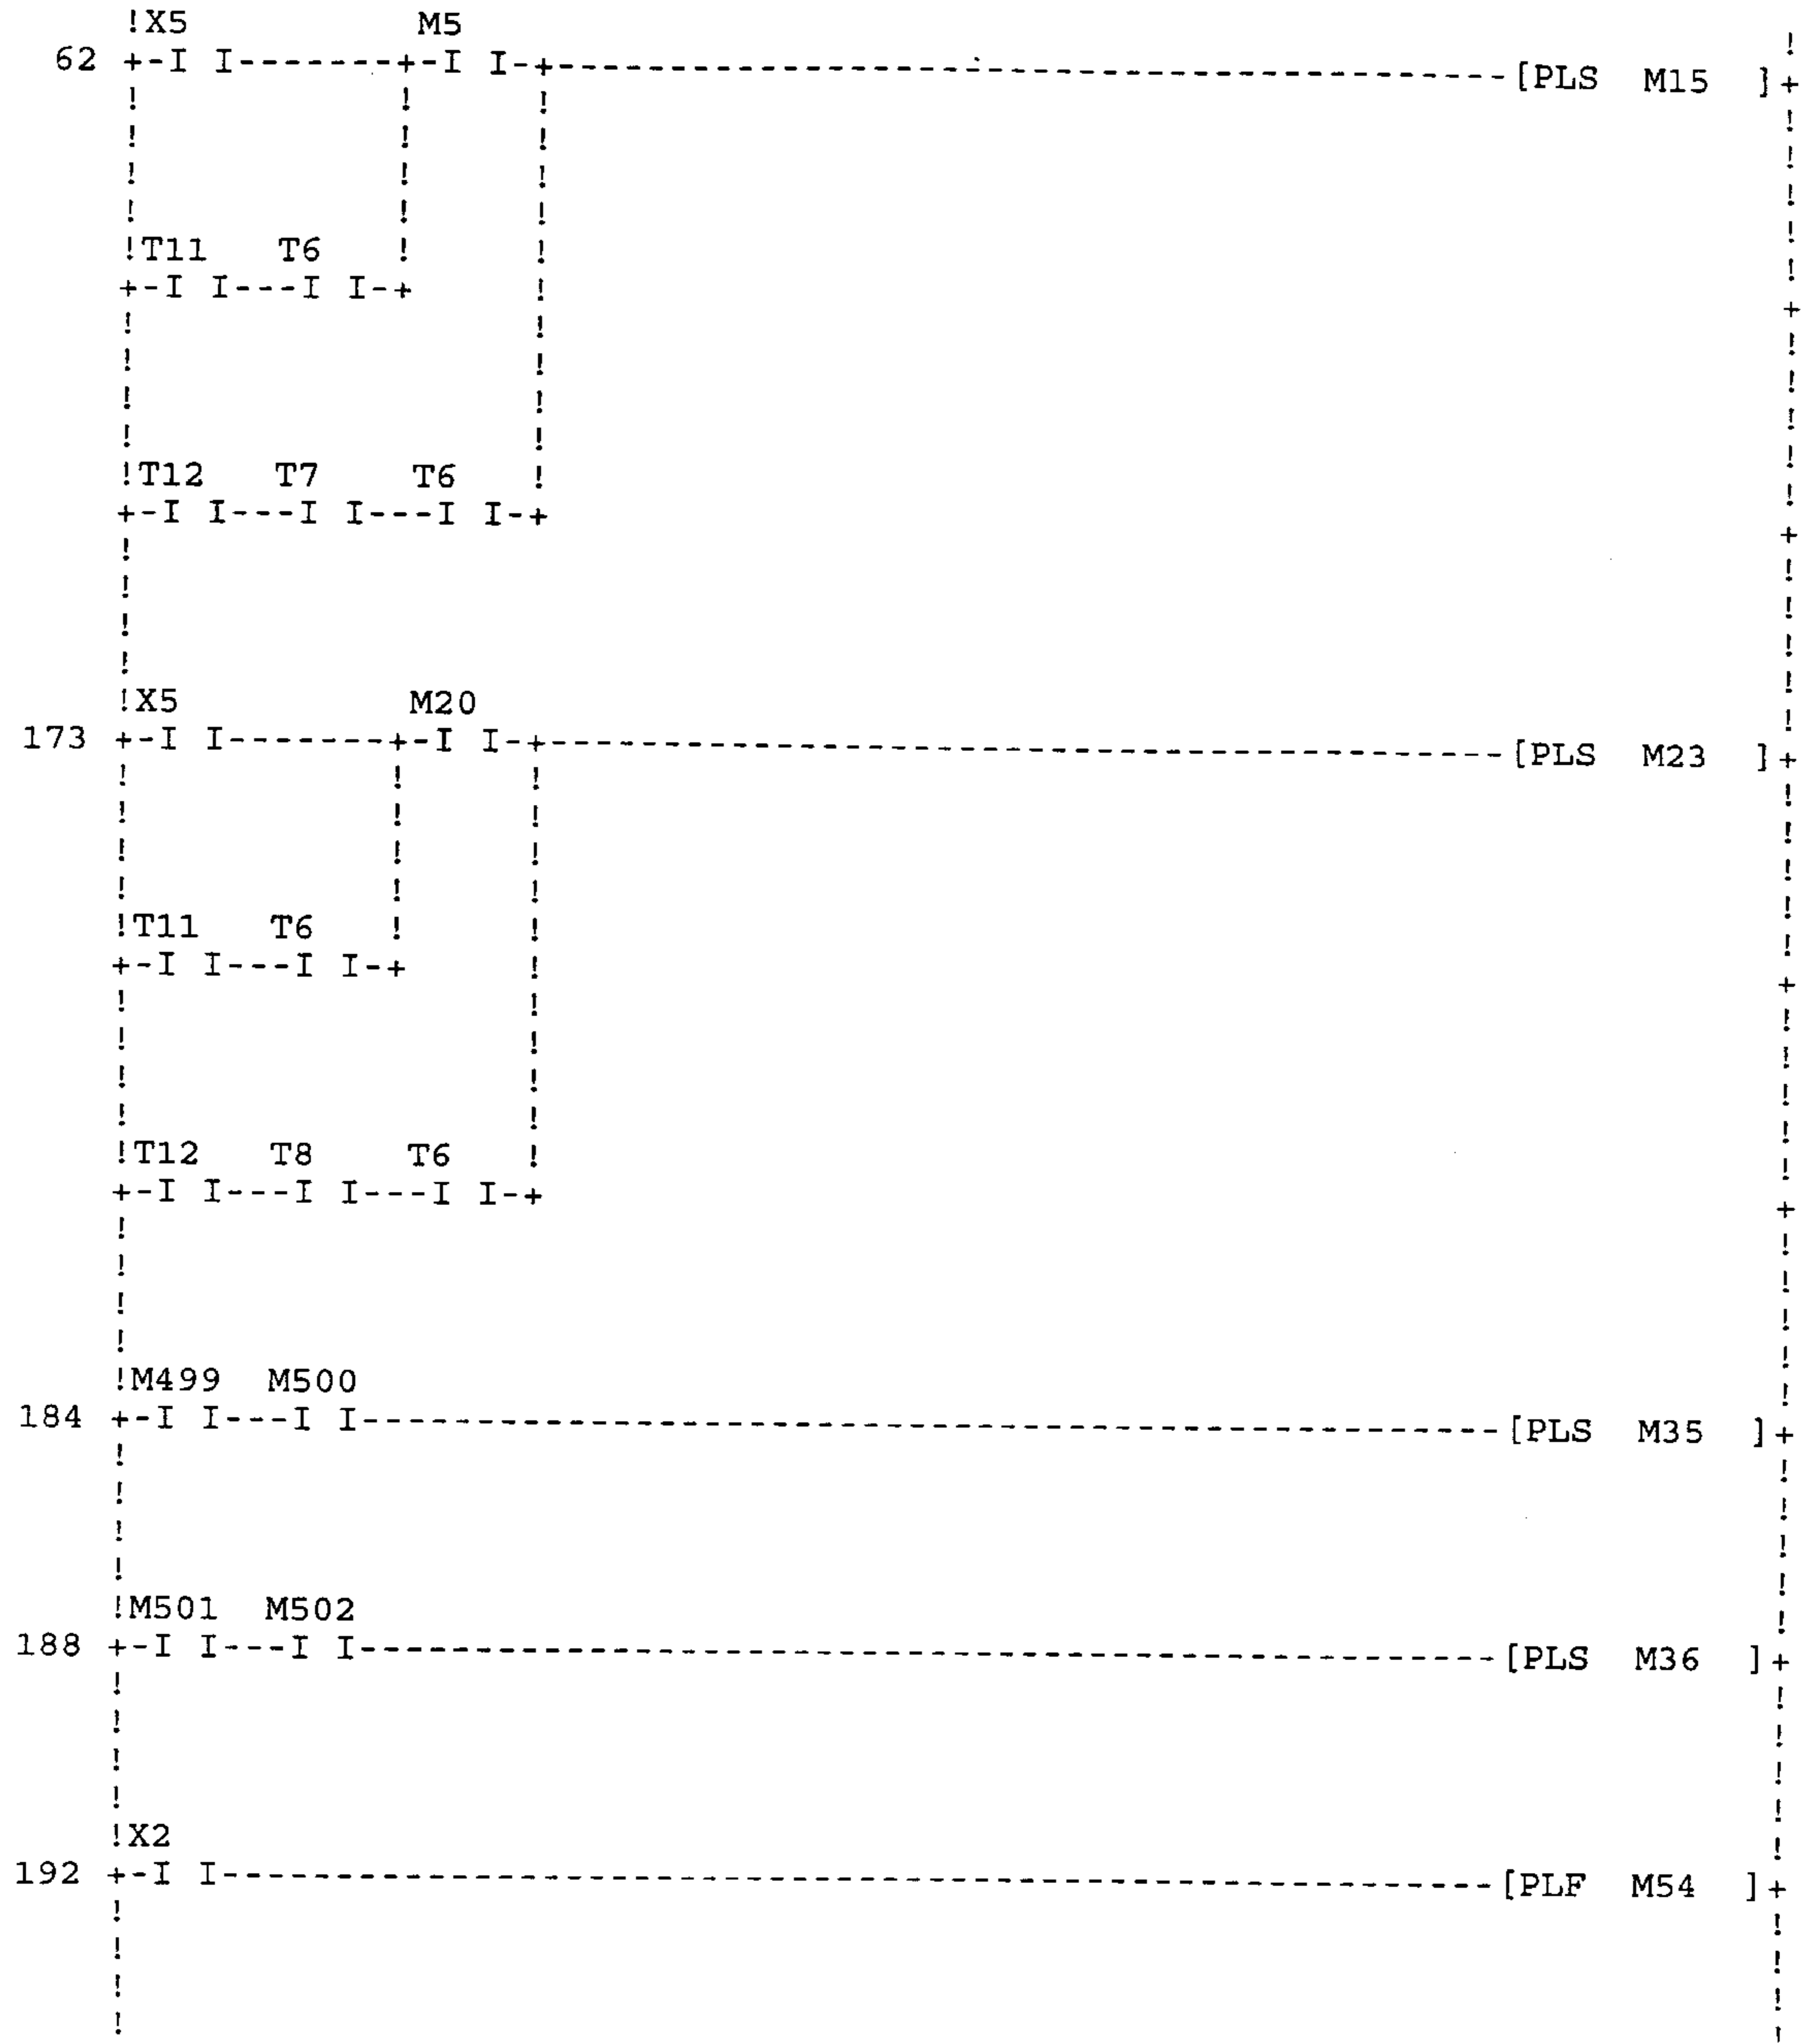 !X5 M5
62 +-I I-------+-I I-+-----------------------------------------[PLS M15 ]+
!T11 T6 !
+-I I---I I-+
!T12 T7 T6 !
+-I I---I I---I I-+
!X5 M20
173 +-I I-------+-I I-+-----------------------------------------[PLS M23 ]+
!T11 T6 !
+-I I---I I-+
!T12 T8 T6 !
+-I I---I I---I I-+
!M499 M500
184 +-I I---I I-------------------------------------------------[PLS M35 ]+
!M501 M502
188 +-I I---I I-------------------------------------------------[PLS M36 ]+
!X2
192 +-I I-------------------------------------------------------[PLF M54 ]+